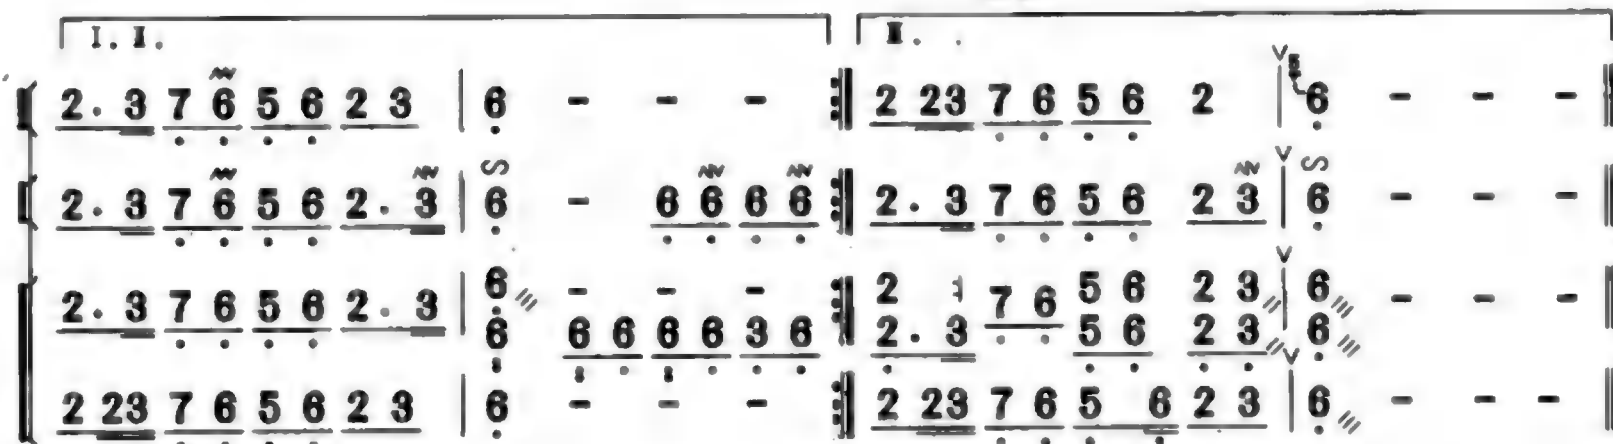 I. II. III.
2. 3 7 6 5 6 2 3 | 6 - - - 2 23 7 6 5 6 2 | 6 - - -
2. 3 7 6 5 6 2. 3 | 6 - 6 6 6 6 2. 3 7 6 5 6 2 3 | 6 - - -
2. 3 7 6 5 6 2. 3 | 6 - - - 2 7 6 5 6 2 3 | 6 - - -
6 6 6 6 6 3 6 2. 3 5 6 2 3 6
2 23 7 6 5 6 2 3 | 6 - - - 2 23 7 6 5 6 2 3 | 6 - - -